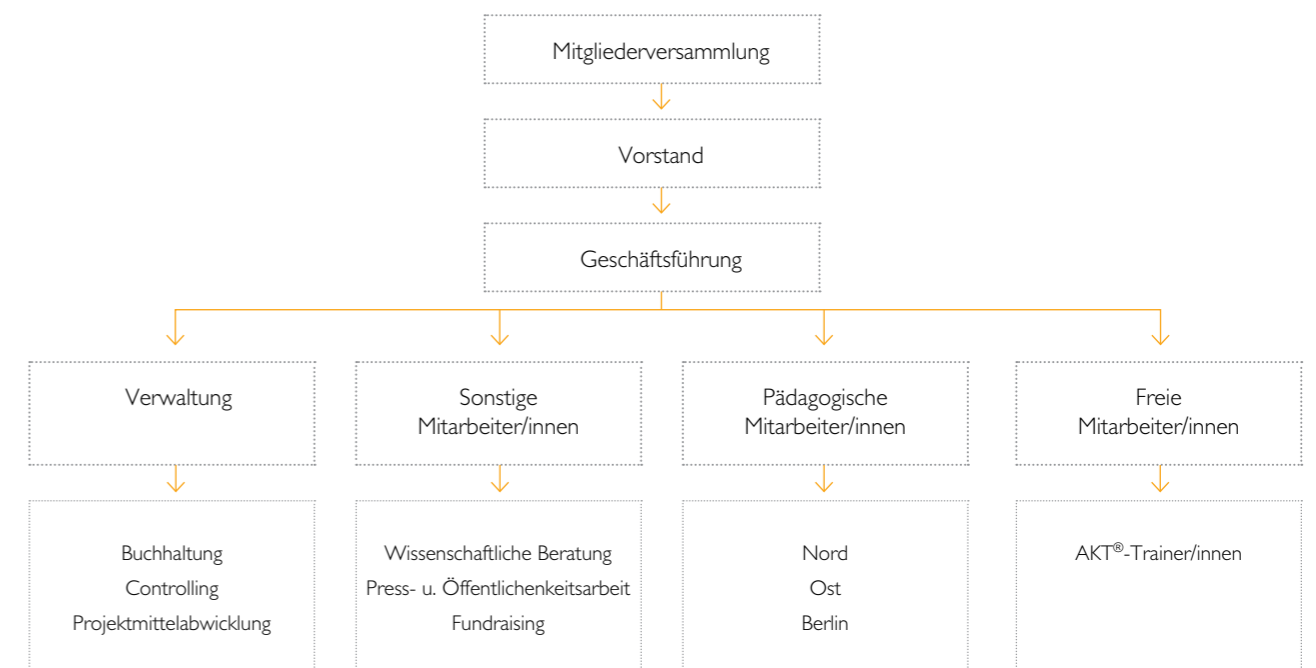 Mitgliederversammlung
Vorstand
Geschäftsführung
Verwaltung
Sonstige
Mitarbeiter/innen
Pädagogische
Mitarbeiter/innen
Freie
Mitarbeiter/innen
Buchhaltung
Controlling
Projektmittelabwicklung
Wissenschaftliche Beratung
Press- u. Öffentlichenkeitsarbeit
Fundraising
Nord
Ost
Berlin
AKT®-Trainer/innen